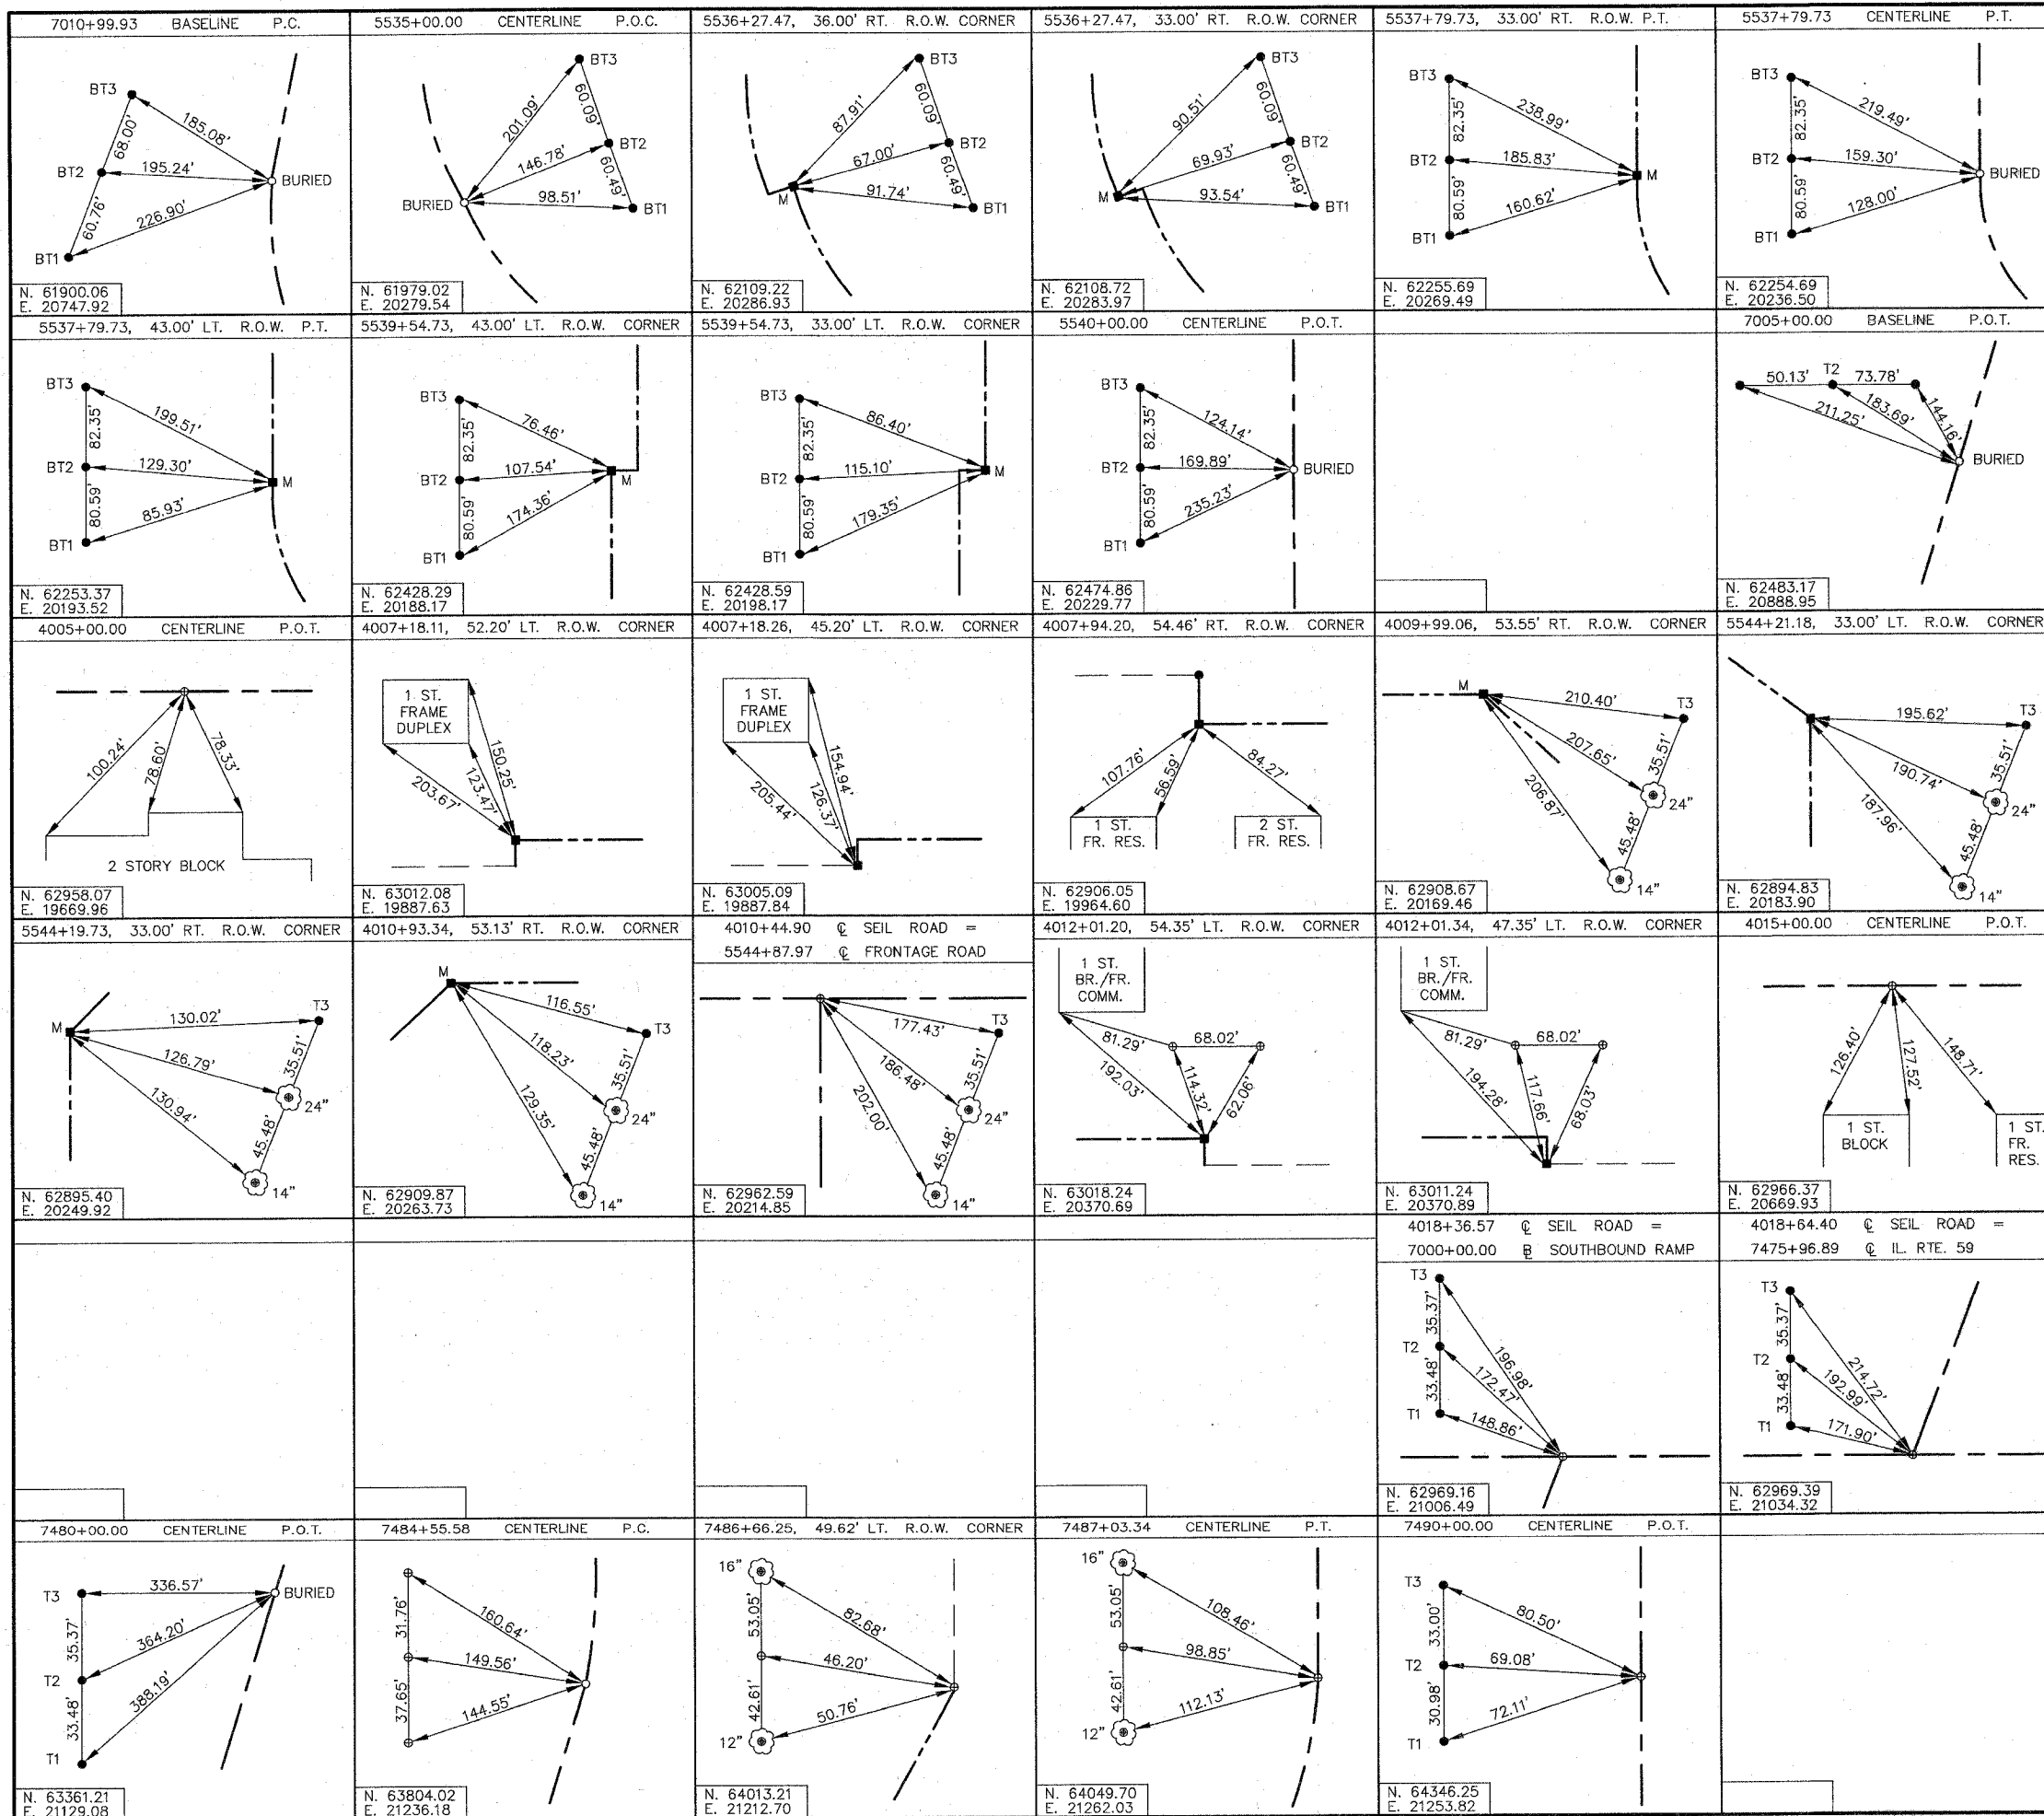 7010+99.93 BASELINE P.C.
BT3
185.08'
68.00'
BT2
195.24'
BURIED
60.76'
226.90'
BT1
N. 61900.06
E. 20747.92
5535+00.00 CENTERLINE P.O.C.
BT3
201.09'
60.09'
BT2
146.78'
60.49'
BURIED
98.51'
BT1
N. 61979.02
E. 20279.54
5536+27.47, 36.00' RT. R.O.W. CORNER
BT3
87.91'
60.09'
BT2
67.00'
60.49'
M
91.74'
BT1
N. 62109.22
E. 20286.93
5536+27.47, 33.00' RT. R.O.W. CORNER
BT3
90.51'
60.09'
BT2
69.93'
60.49'
M
93.54'
BT1
N. 62108.72
E. 20283.97
5537+79.73, 33.00' RT. R.O.W. P.T.
BT3
238.99'
82.35'
BT2
185.83'
M
80.59'
160.62'
BT1
N. 62255.69
E. 20269.49
5537+79.73 CENTERLINE P.T.
BT3
219.49'
82.35'
BT2
159.30'
BURIED
80.59'
128.00'
BT1
N. 62254.69
E. 20236.50
5537+79.73, 43.00' LT. R.O.W. P.T.
BT3
199.51'
82.35'
BT2
129.30'
M
80.59'
85.93'
BT1
N. 62253.37
E. 20193.52
5539+54.73, 43.00' LT. R.O.W. CORNER
BT3
76.46'
82.35'
BT2
107.54'
M
80.59'
174.36'
BT1
N. 62428.29
E. 20188.17
5539+54.73, 33.00' LT. R.O.W. CORNER
BT3
86.40'
82.35'
BT2
115.10'
M
80.59'
179.35'
BT1
N. 62428.59
E. 20198.17
5540+00.00 CENTERLINE P.O.T.
BT3
124.14'
82.35'
BT2
169.89'
BURIED
80.59'
235.23'
BT1
N. 62474.86
E. 20229.77
7005+00.00 BASELINE P.O.T.
50.13' T2 73.78'
183.69'
144.16'
211.25'
BURIED
N. 62483.17
E. 20888.95
4005+00.00 CENTERLINE P.O.T.
100.24'
78.60'
78.33'
2 STORY BLOCK
N. 62958.07
E. 19669.96
4007+18.11, 52.20' LT. R.O.W. CORNER
1 ST.
FRAME
DUPLEX
150.25'
123.47'
203.67'
N. 63012.08
E. 19887.63
4007+18.26, 45.20' LT. R.O.W. CORNER
1 ST.
FRAME
DUPLEX
154.94'
126.37'
205.44'
N. 63005.09
E. 19887.84
4007+94.20, 54.46' RT. R.O.W. CORNER
107.76'
56.59'
84.27'
1 ST.
FR. RES.
2 ST.
FR. RES.
N. 62906.05
E. 19964.60
4009+99.06, 53.55' RT. R.O.W. CORNER
M
210.40'
T3
207.65'
35.51'
24"
206.87'
45.48'
14"
N. 62908.67
E. 20169.46
5544+21.18, 33.00' LT. R.O.W. CORNER
195.62'
T3
190.74'
35.51'
24"
187.96'
45.48'
14"
N. 62894.83
E. 20183.90
5544+19.73, 33.00' RT. R.O.W. CORNER
M
130.02'
T3
126.79'
35.51'
24"
130.94'
45.48'
14"
N. 62895.40
E. 20249.92
4010+93.34, 53.13' RT. R.O.W. CORNER
M
116.55'
T3
118.23'
35.51'
24"
129.35'
45.48'
14"
N. 62909.87
E. 20263.73
4010+44.90 ℄ SEIL ROAD =
5544+87.97 ℄ FRONTAGE ROAD
177.43'
T3
186.48'
35.51'
24"
202.00'
45.48'
14"
N. 62962.59
E. 20214.85
4012+01.20, 54.35' LT. R.O.W. CORNER
1 ST.
BR./FR.
COMM.
81.29'
68.02'
192.03'
114.32'
62.06'
N. 63018.24
E. 20370.69
4012+01.34, 47.35' LT. R.O.W. CORNER
1 ST.
BR./FR.
COMM.
81.29'
68.02'
194.28'
117.66'
68.03'
N. 63011.24
E. 20370.89
4015+00.00 CENTERLINE P.O.T.
126.40'
127.52'
148.71'
1 ST.
BLOCK
1 ST.
FR.
RES.
N. 62966.37
E. 20669.93
4018+36.57 ℄ SEIL ROAD =
7000+00.00 B SOUTHBOUND RAMP
T3
35.37'
196.98'
T2
172.47'
33.48'
T1
148.86'
N. 62969.16
E. 21006.49
4018+64.40 ℄ SEIL ROAD =
7475+96.89 ℄ IL. RTE. 59
T3
35.37'
214.72'
T2
192.99'
33.48'
T1
171.90'
N. 62969.39
E. 21034.32
7480+00.00 CENTERLINE P.O.T.
T3
336.57'
BURIED
35.37'
364.20'
T2
388.19'
33.48'
T1
N. 63361.21
E. 21129.08
7484+55.58 CENTERLINE P.C.
31.76'
160.64'
149.56'
37.65'
144.55'
N. 63804.02
E. 21236.18
7486+66.25, 49.62' LT. R.O.W. CORNER
16"
53.05'
82.68'
46.20'
42.61'
50.76'
12"
N. 64013.21
E. 21212.70
7487+03.34 CENTERLINE P.T.
16"
53.05'
108.46'
98.85'
42.61'
112.13'
12"
N. 64049.70
E. 21262.03
7490+00.00 CENTERLINE P.O.T.
T3
33.00'
80.50'
T2
69.08'
30.98'
72.11'
T1
N. 64346.25
E. 21253.82